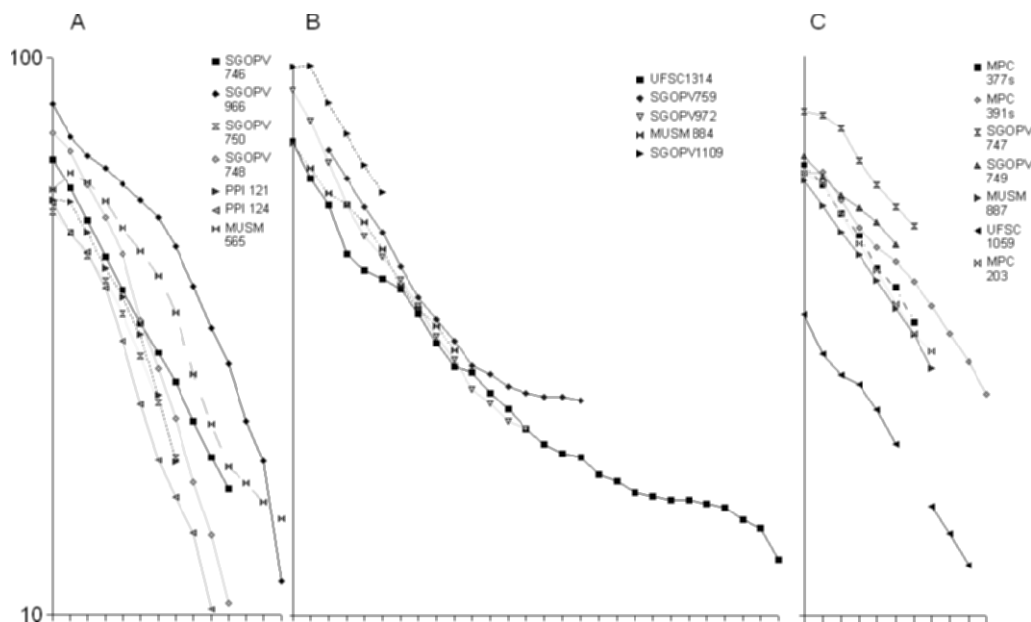 A
B
C
100
SGOPV
746
SGOPV
966
SGOPV
750
SGOPV
748
PPI 121
PPI 124
MUSM
565
UFSC1314
SGOPV759
SGOPV972
MUSM 884
SGOPV1109
MPC
377s
MPC
391s
SGOPV
747
SGOPV
749
MUSM
887
UFSC
1059
MPC
203
10